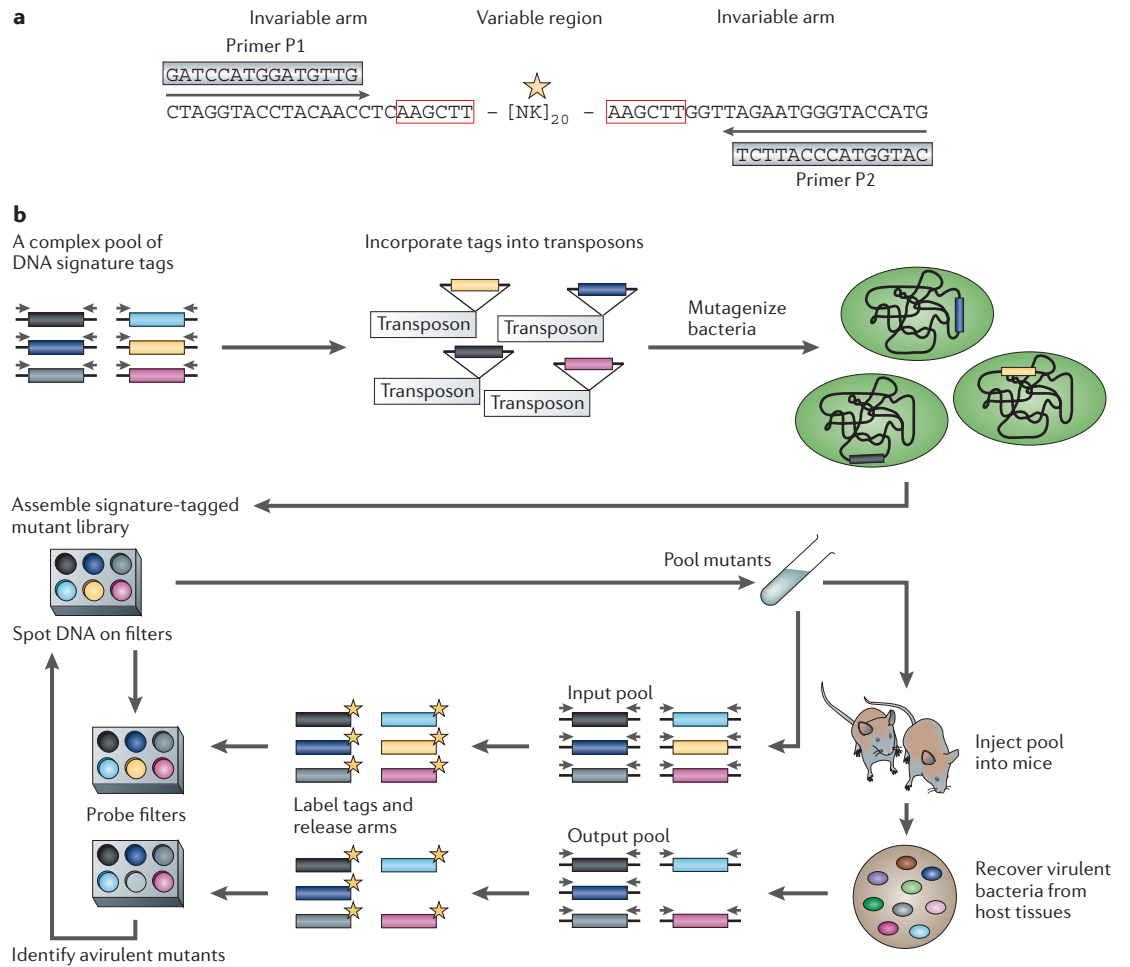 a
Invariable arm
Variable region
Invariable arm
Primer P1
GATCCATGGATGTTG
CTAGGTACCTACAACCTCAAGCTT – [NK]20 – AAGCTTGGTTAGAATGGGTACCATG
TCTTACCCATGGTAC
Primer P2
b
A complex pool of
DNA signature tags
Incorporate tags into transposons
Transposon
Transposon
Transposon
Transposon
Mutagenize
bacteria
Assemble signature-tagged
mutant library
Pool mutants
Spot DNA on filters
Input pool
Inject pool
into mice
Label tags and
release arms
Probe filters
Output pool
Recover virulent
bacteria from
host tissues
Identify avirulent mutants